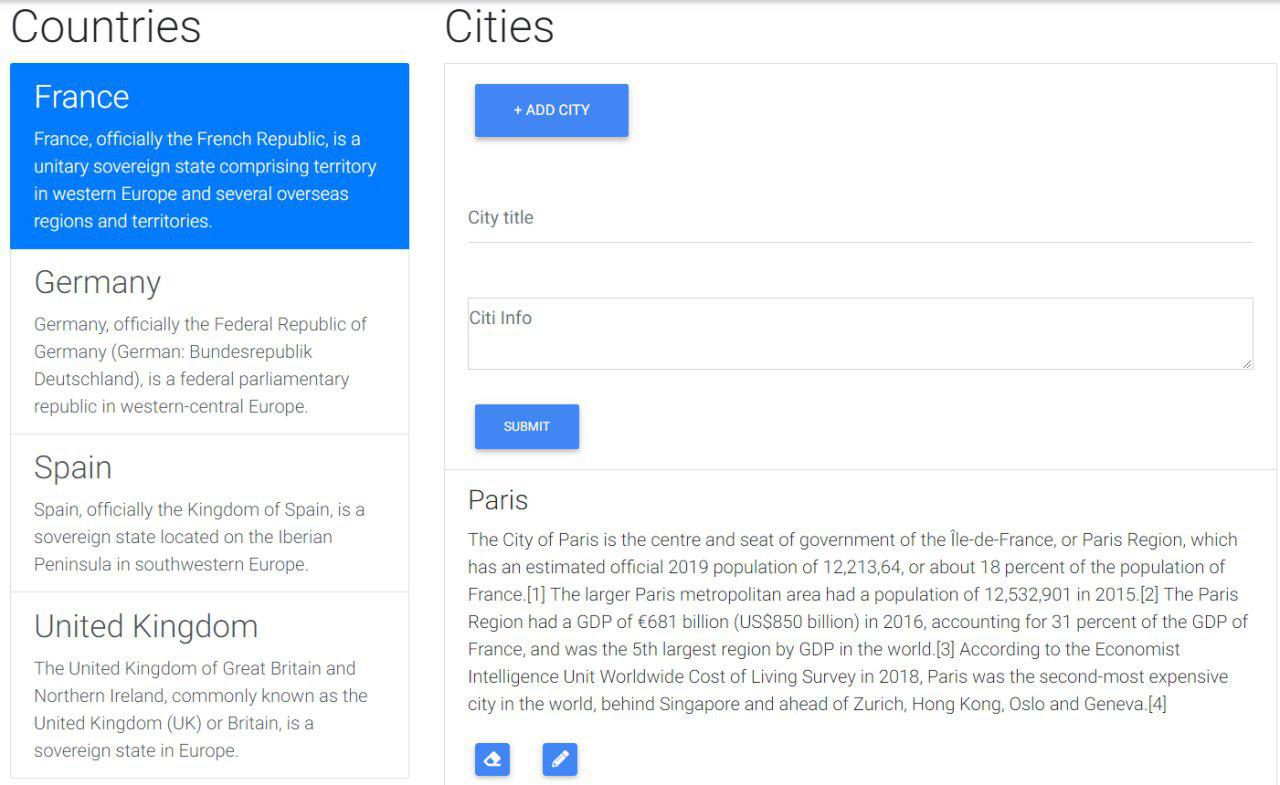 Countries
France
France, officially the French Republic, is a
unitary sovereign state comprising territory
in western Europe and several overseas
regions and territories.
Germany
Germany, officially the Federal Republic of
Germany (German: Bundesrepublik
Deutschland), is a federal parliamentary
republic in western-central Europe.
Spain
Spain, officially the Kingdom of Spain, is a
sovereign state located on the Iberian
Peninsula in southwestern Europe.
United Kingdom
The United Kingdom of Great Britain and
Northern Ireland, commonly known as the
United Kingdom (UK) or Britain, is a
sovereign state in Europe.
Cities
+ ADD CITY
City title
Citi Info
SUBMIT
Paris
The City of Paris is the centre and seat of government of the Île-de-France, or Paris Region, which
has an estimated official 2019 population of 12,213,64, or about 18 percent of the population of
France.[1] The larger Paris metropolitan area had a population of 12,532,901 in 2015.[2] The Paris
Region had a GDP of €681 billion (US$850 billion) in 2016, accounting for 31 percent of the GDP of
France, and was the 5th largest region by GDP in the world.[3] According to the Economist
Intelligence Unit Worldwide Cost of Living Survey in 2018, Paris was the second-most expensive
city in the world, behind Singapore and ahead of Zurich, Hong Kong, Oslo and Geneva.[4]